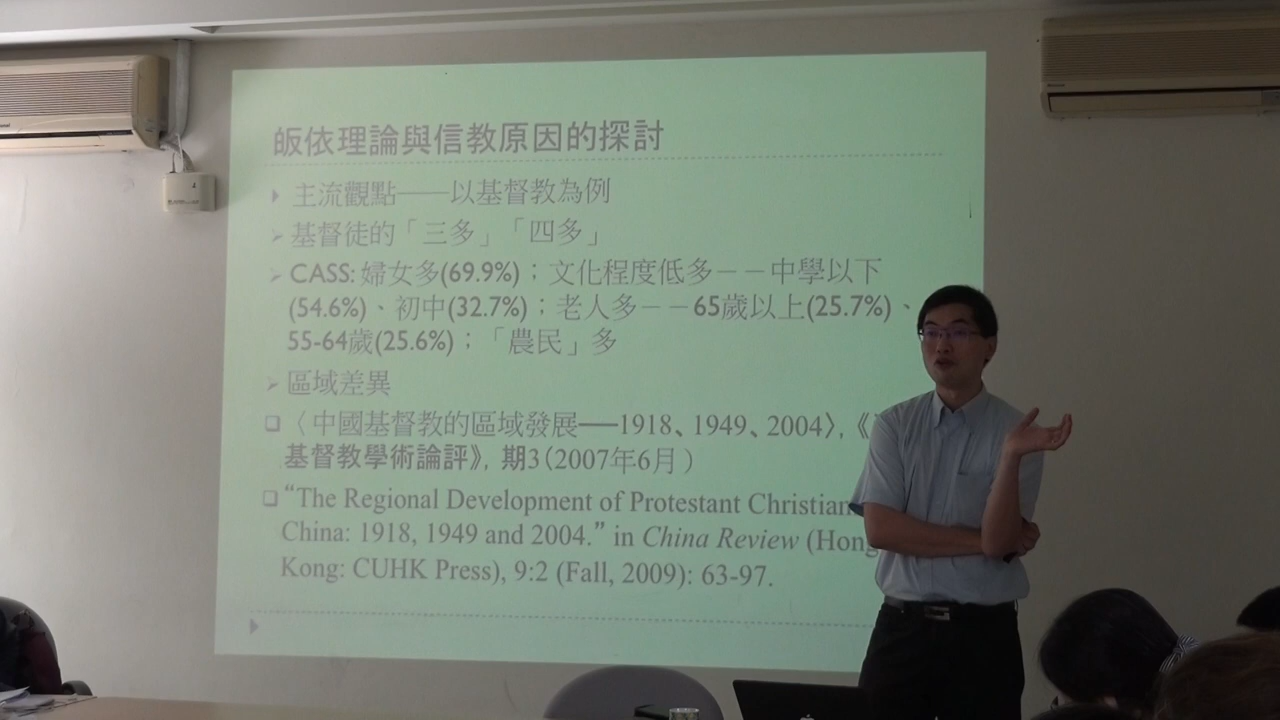 皈依理論與信教原因的探討
主流觀點——以基督教為例
基督徒的「三多」「四多」
CASS: 婦女多(69.9%)；文化程度低多－－中學以下
(54.6%)、初中(32.7%)；老人多－－65歲以上(25.7%)、
55-64歲(25.6%)；「農民」多
區域差異
〈中國基督教的區域發展──1918、1949、2004〉,《
基督教學術論評》, 期3（2007年6月）
“The Regional Development of Protestant Christian
China: 1918, 1949 and 2004.” in China Review (Hong
Kong: CUHK Press), 9:2 (Fall, 2009): 63-97.